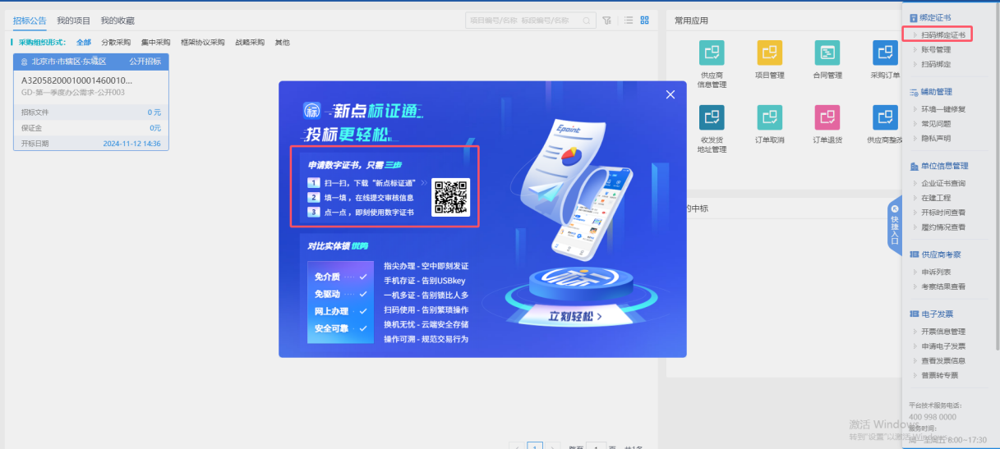 招标公告 我的项目 我的收藏
项目编号/名称 标段编号/名称
采购组织形式: 全部 分散采购 集中采购 框架协议采购 战略采购 其他
北京市·市辖区·东城区 公开招标
A32058200010001460010...
GD-第一季度办公需求-公开003
招标文件 0 元
保证金 0元
开标日期 2024-11-12 14:36
标
新点标证通
投标更轻松
申请数字证书，只需三步
1 扫一扫，下载“新点标证通”
2 填一填，在线提交审核信息
3 点一点，即刻使用数字证书
对比实体锁优势
免介质
免驱动
网上办理
安全可靠
指尖办理 - 空中即刻发证
手机存证 - 告别USBkey
一机多证 - 告别锁比人多
扫码使用 - 告别繁琐操作
换机无忧 - 云端安全存储
操作可溯 - 规范交易行为
Epoint
立刻轻松
常用应用
供应商
信息管理
项目管理
合同管理
采购订单
收发货
地址管理
订单取消
订单退货
供应商整改
的中标
快捷入口
绑定证书
扫码绑定证书
账号管理
扫码绑定
辅助管理
环境一键修复
常见问题
隐私声明
单位信息管理
企业证书查询
在建工程
开标时间查看
履约情况查看
供应商考察
申诉列表
考察结果查看
电子发票
开票信息管理
申请电子发票
查看发票信息
普票转专票
平台技术服务电话:
400 998 0000
服务时间:
周一至周五 8:00~17:30
激活 Windows
转到"设置"以激活 Windows。
1 跳至 1 页 共1条